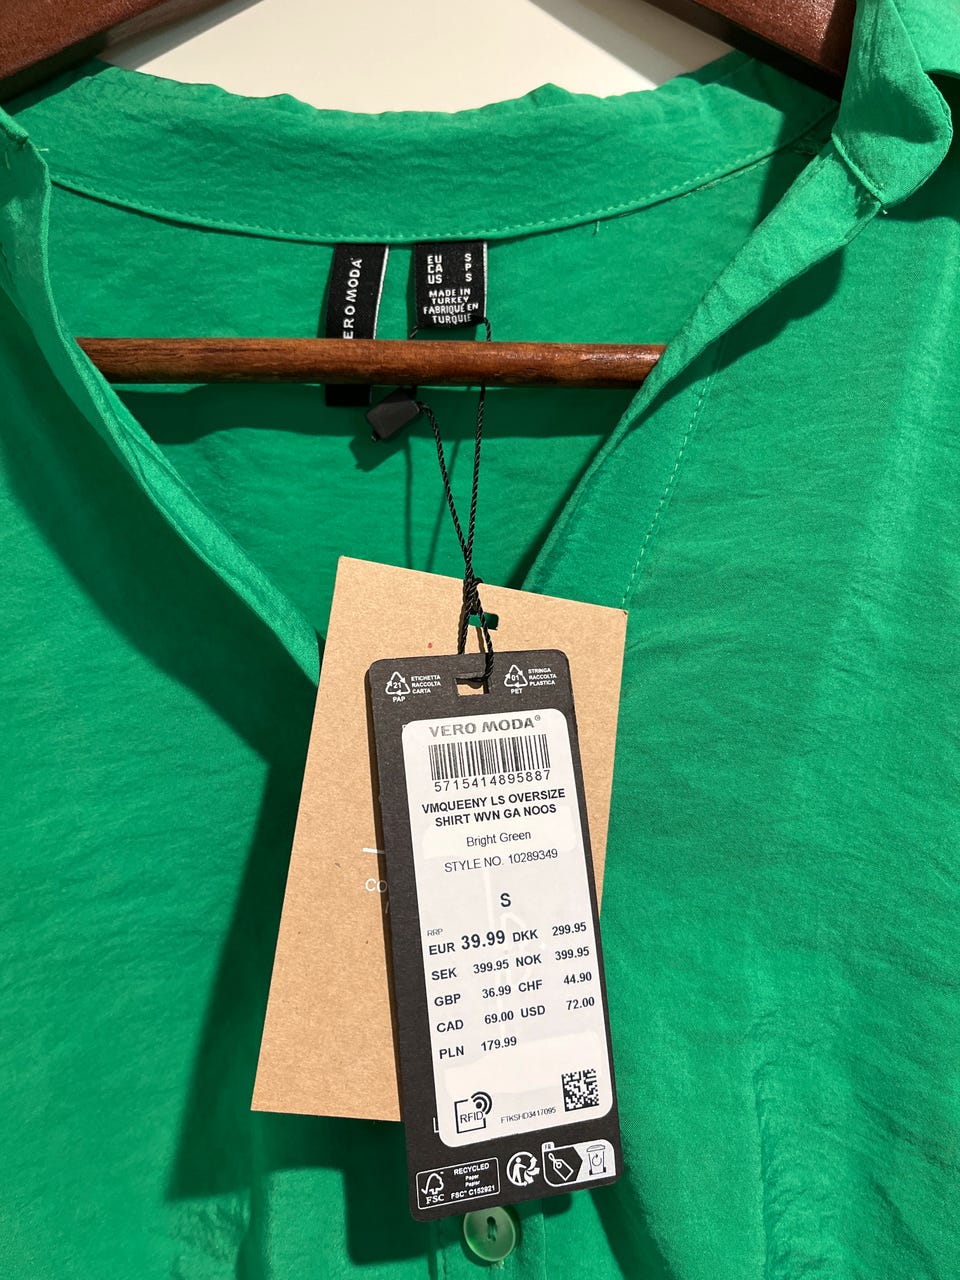 ERO MODA
EU S
CA P
US S
MADE IN
TURKEY
FABRIQUÉ EN
TURQUIE
21
PAP
ETICHETTA
RACCOLTA
CARTA
01
PET
STRINGA
RACCOLTA
PLASTICA
VERO MODA®
5715414895887
VMQUEENY LS OVERSIZE
SHIRT WVN GA NOOS
Bright Green
STYLE NO. 10289349
S
RRP
EUR 39.99 DKK 299.95
SEK 399.95 NOK 399.95
GBP 36.99 CHF 44.90
CAD 69.00 USD 72.00
PLN 179.99
RFID
FTKSHD3417095
FSC
RECYCLED
Paper
Papier
FSC® C152921
FR
Co